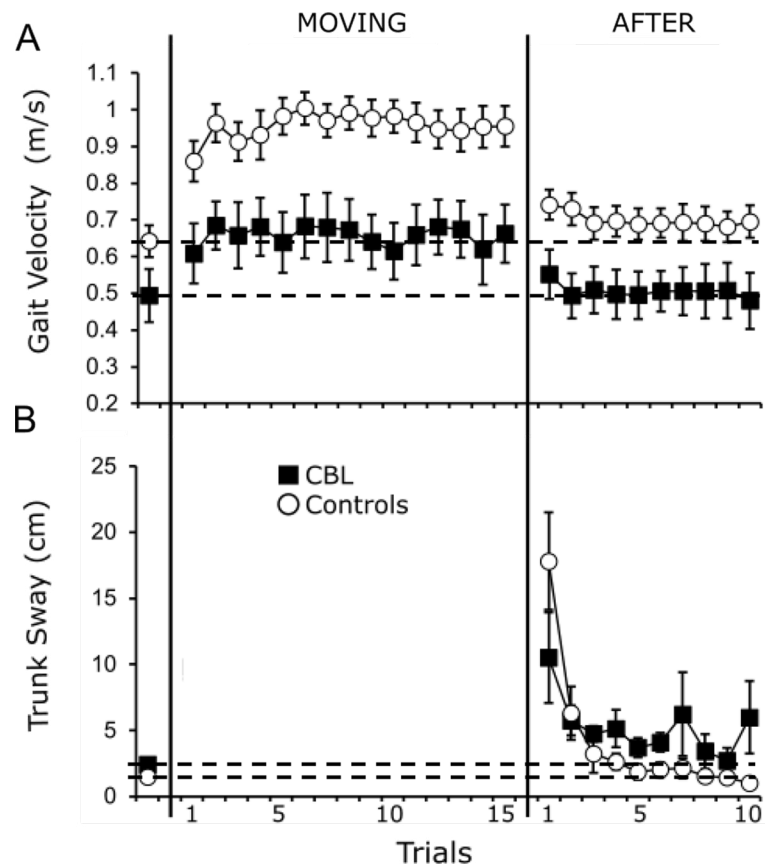 MOVING AFTER
A
Gait Velocity (m/s)
1.1
1
0.9
0.8
0.7
0.6
0.5
0.4
0.3
0.2
B
Trunk Sway (cm)
25
20
15
10
5
0
CBL
Controls
1 5 10 15 1 5 10
Trials